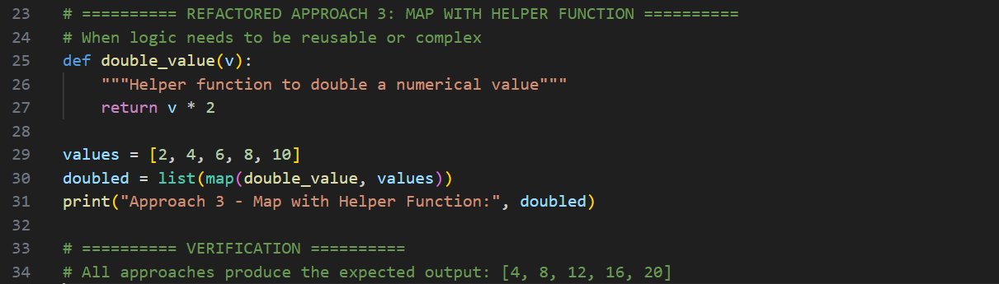 23 # ========== REFACTORED APPROACH 3: MAP WITH HELPER FUNCTION ==========
24 # When logic needs to be reusable or complex
25 def double_value(v):
26     """Helper function to double a numerical value"""
27     return v * 2
28
29 values = [2, 4, 6, 8, 10]
30 doubled = list(map(double_value, values))
31 print("Approach 3 - Map with Helper Function:", doubled)
32
33 # ========== VERIFICATION ==========
34 # All approaches produce the expected output: [4, 8, 12, 16, 20]